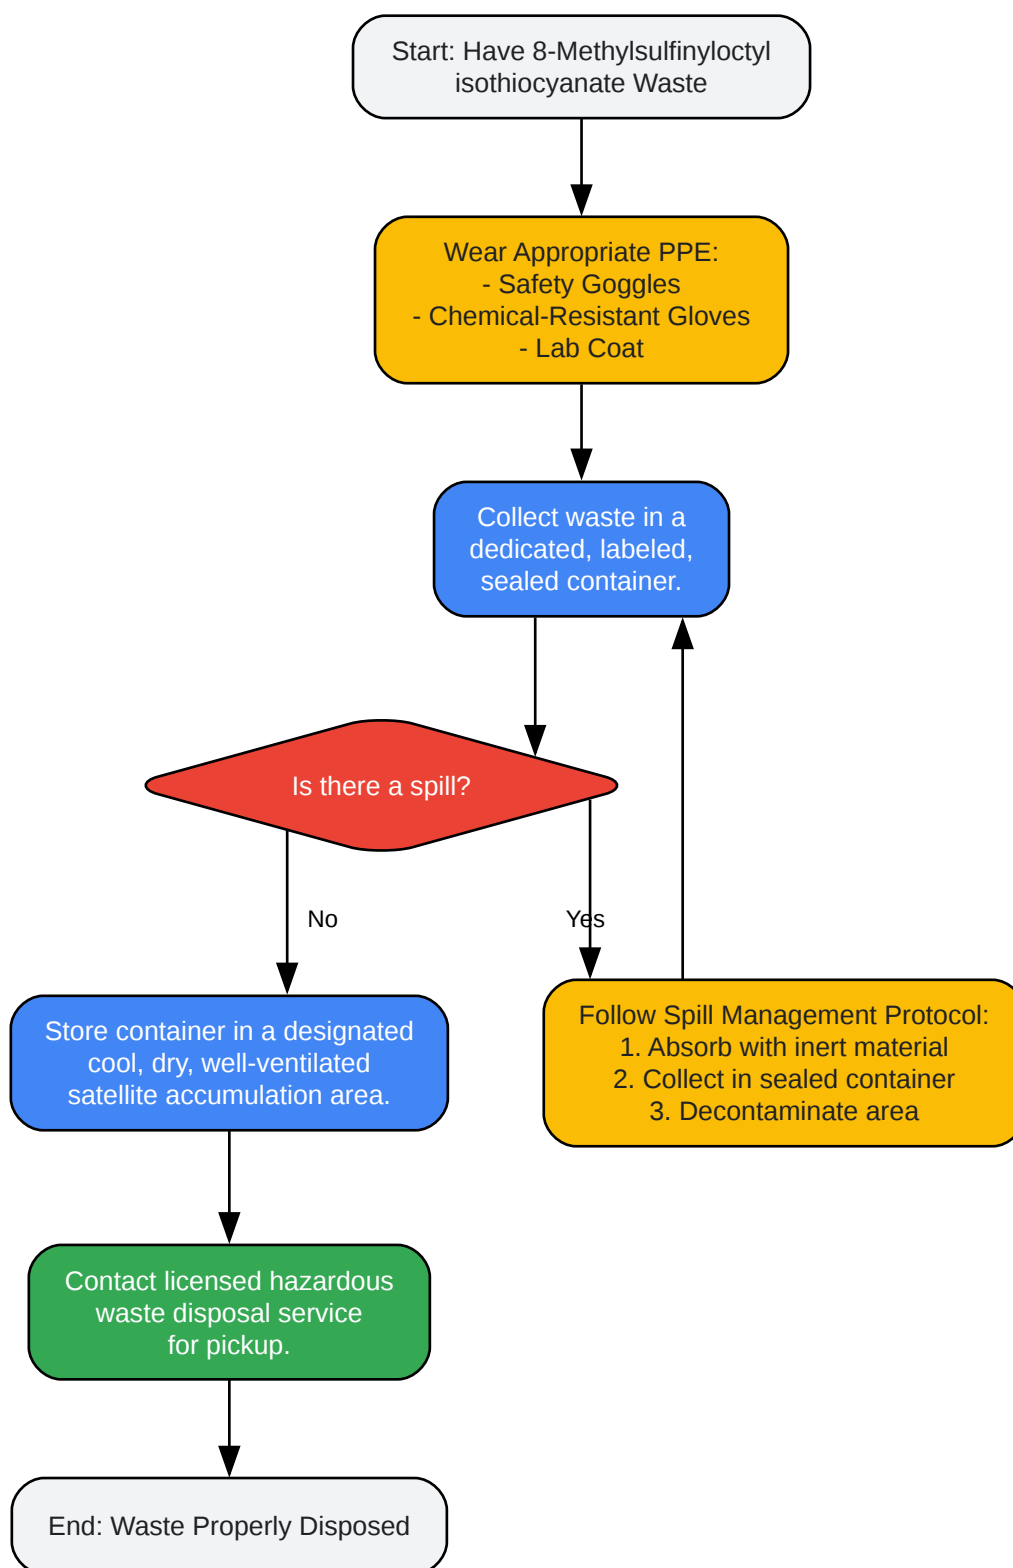 Start: Have 8-Methylsulfinyloctyl
isothiocyanate Waste
Wear Appropriate PPE:
- Safety Goggles
- Chemical-Resistant Gloves
- Lab Coat
Collect waste in a
dedicated, labeled,
sealed container.
Is there a spill?
No
Yes
Store container in a designated
cool, dry, well-ventilated
satellite accumulation area.
Follow Spill Management Protocol:
1. Absorb with inert material
2. Collect in sealed container
3. Decontaminate area
Contact licensed hazardous
waste disposal service
for pickup.
End: Waste Properly Disposed